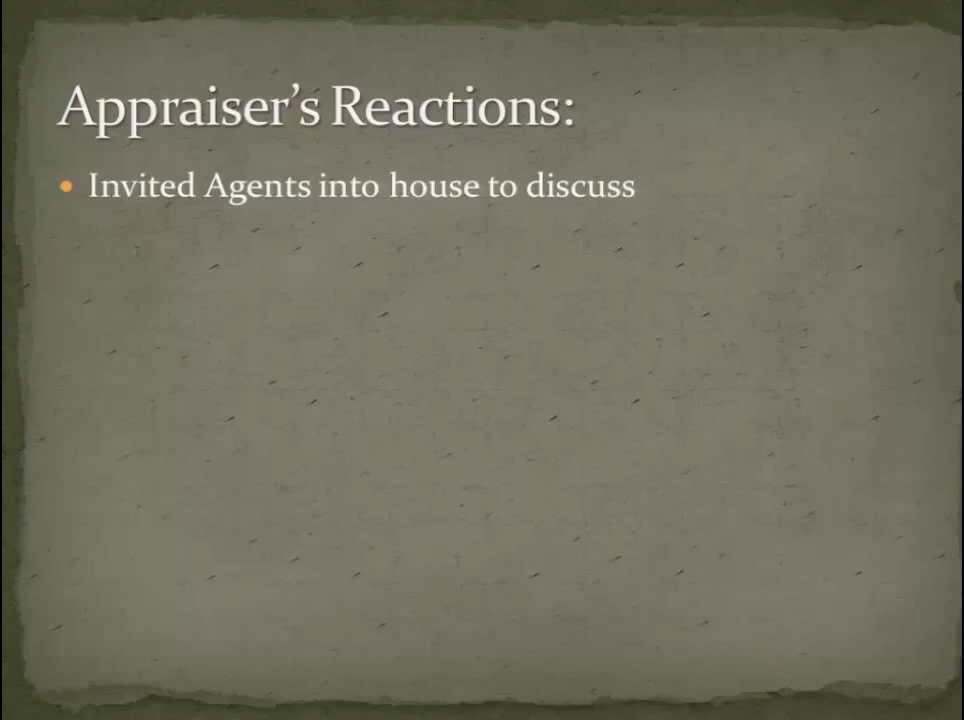 Appraiser’s Reactions:
• Invited Agents into house to discuss